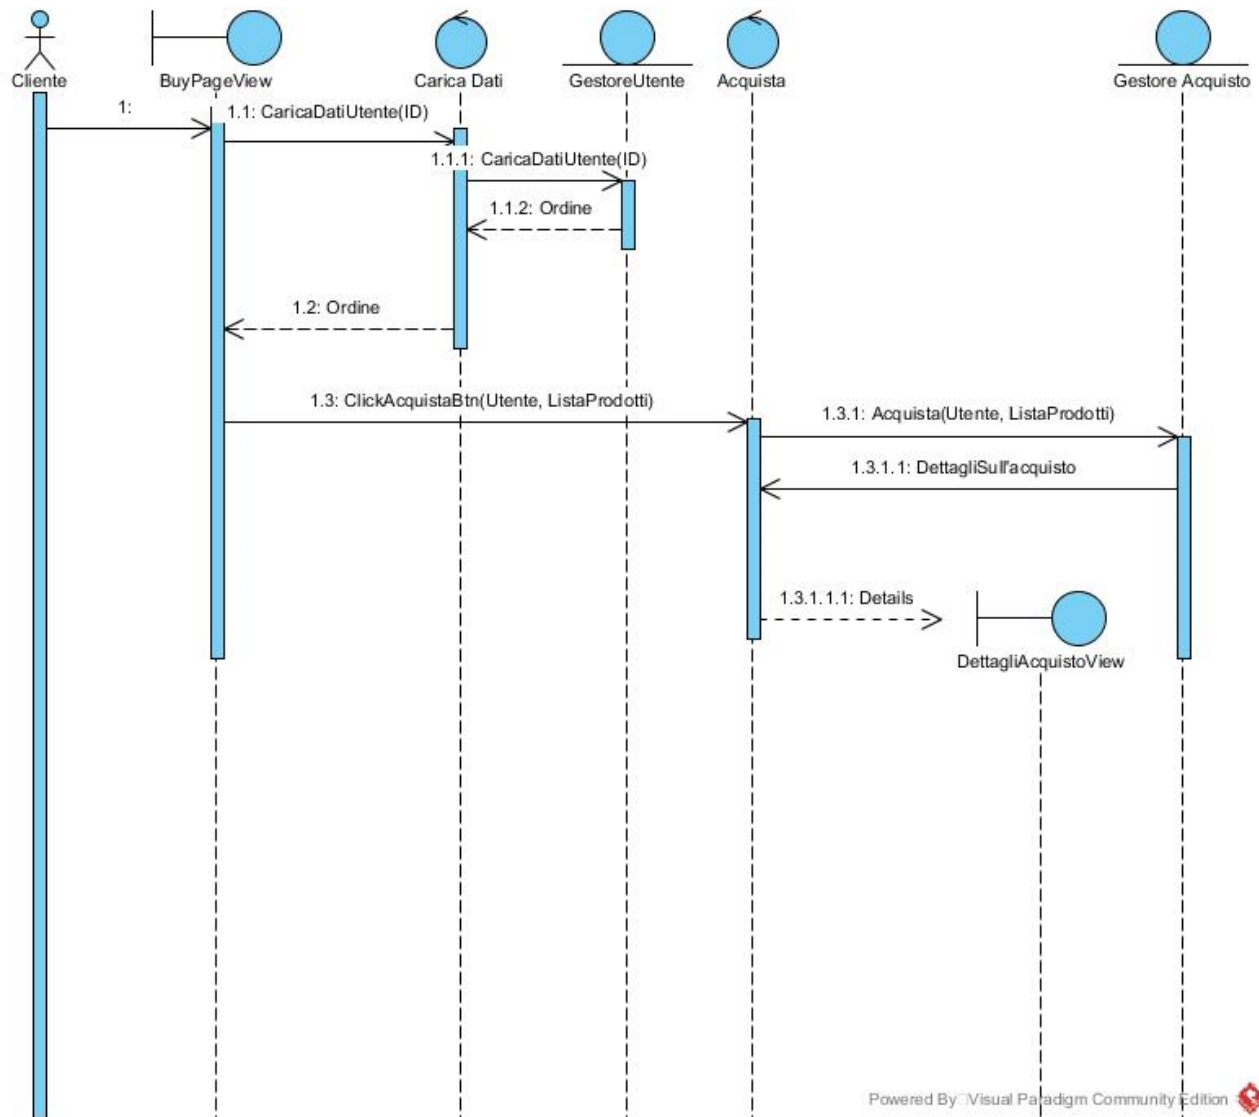 Cliente
BuyPageView
Carica Dati
GestoreUtente
Acquista
Gestore Acquisto
1:
1.1: CaricaDatiUtente(ID)
1.1.1: CaricaDatiUtente(ID)
1.1.2: Ordine
1.2: Ordine
1.3: ClickAcquistaBtn(Utente, ListaProdotti)
1.3.1: Acquista(Utente, ListaProdotti)
1.3.1.1: DettagliSull'acquisto
1.3.1.1.1: Details
DettagliAcquistoView
Powered By Visual Paradigm Community Edition